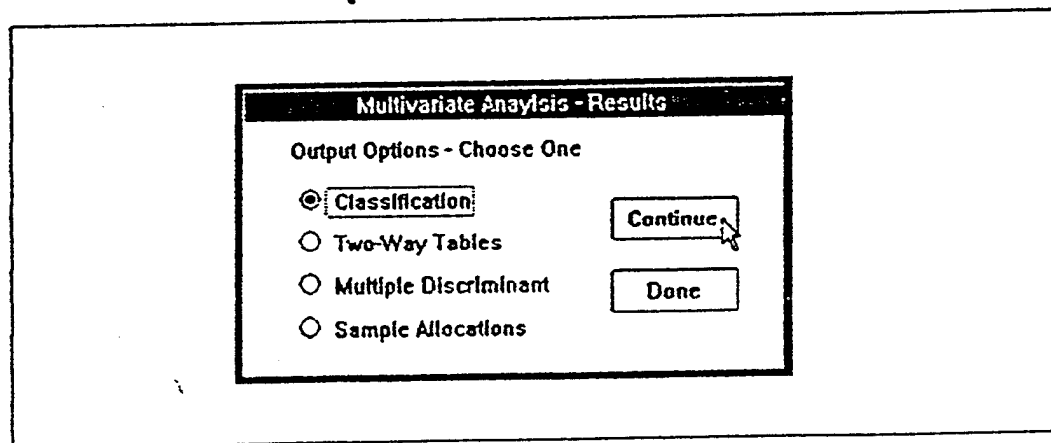 Multivariate Anaylsis - Results
Output Options - Choose One
Classification
Two-Way Tables
Multiple Discriminant
Sample Allocations
Continue
Done